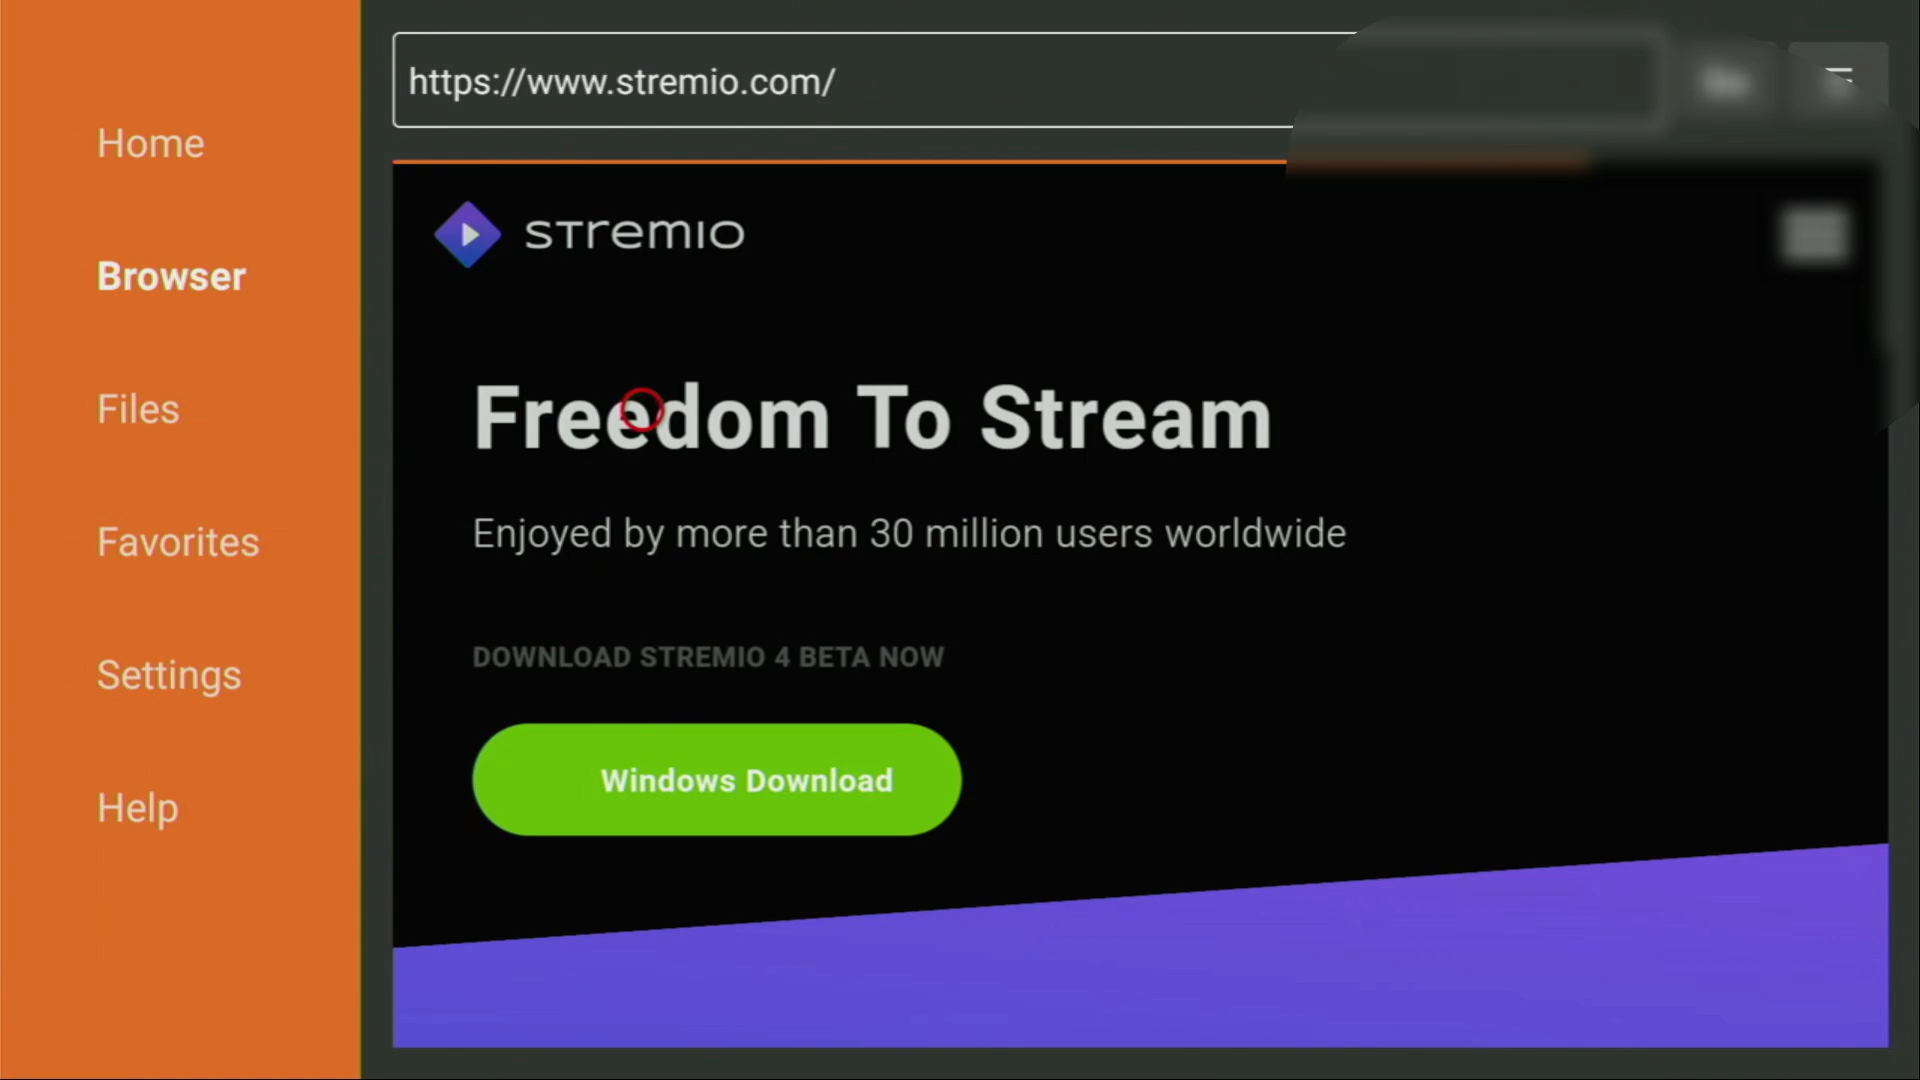 https://www.stremio.com/
Home
Browser
Files
Favorites
Settings
Help
STremIO
Freedom To Stream
Enjoyed by more than 30 million users worldwide
DOWNLOAD STREMIO 4 BETA NOW
Windows Download